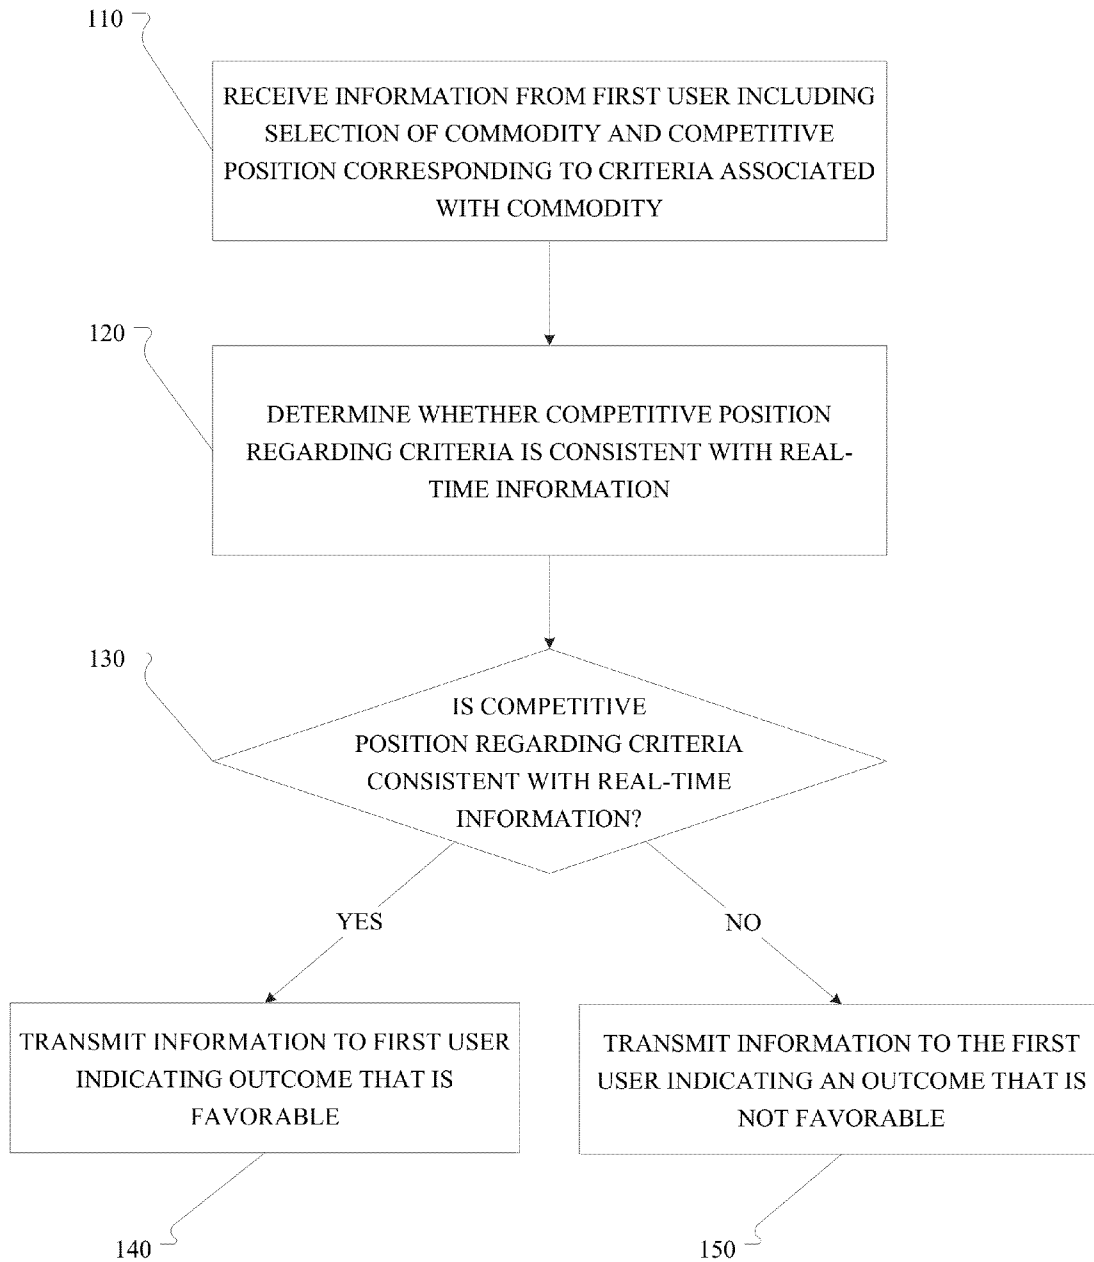 110
RECEIVE INFORMATION FROM FIRST USER INCLUDING
SELECTION OF COMMODITY AND COMPETITIVE
POSITION CORRESPONDING TO CRITERIA ASSOCIATED
WITH COMMODITY
120
DETERMINE WHETHER COMPETITIVE POSITION
REGARDING CRITERIA IS CONSISTENT WITH REAL-
TIME INFORMATION
130
IS COMPETITIVE
POSITION REGARDING CRITERIA
CONSISTENT WITH REAL-TIME
INFORMATION?
YES
NO
TRANSMIT INFORMATION TO FIRST USER
INDICATING OUTCOME THAT IS
FAVORABLE
TRANSMIT INFORMATION TO THE FIRST
USER INDICATING AN OUTCOME THAT IS
NOT FAVORABLE
140
150